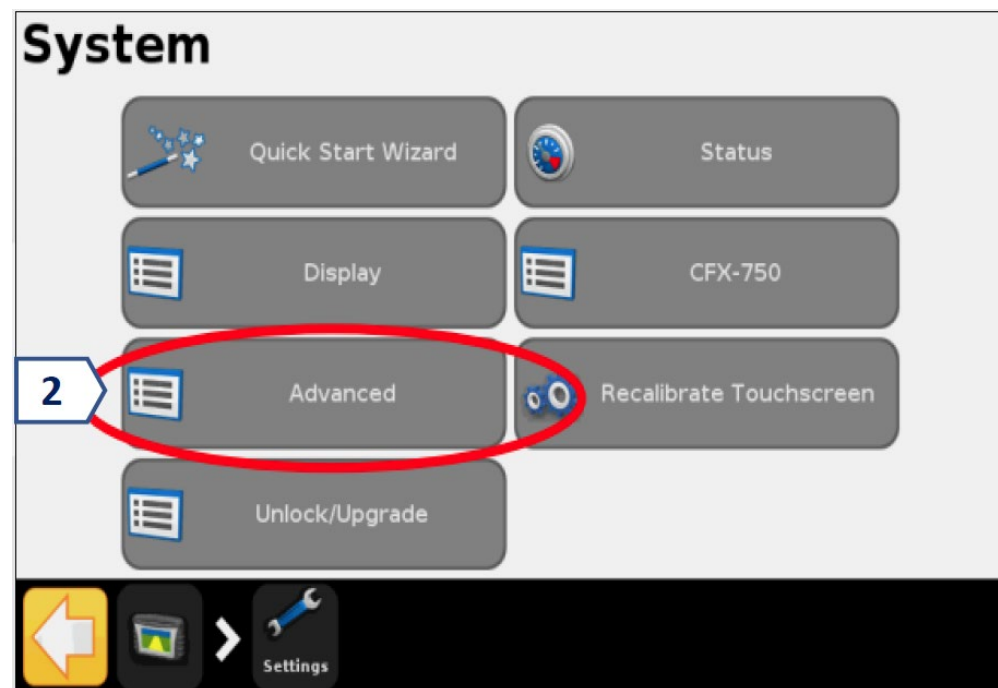 System
Quick Start Wizard
Status
Display
CFX-750
2
Advanced
Recalibrate Touchscreen
Unlock/Upgrade
Settings